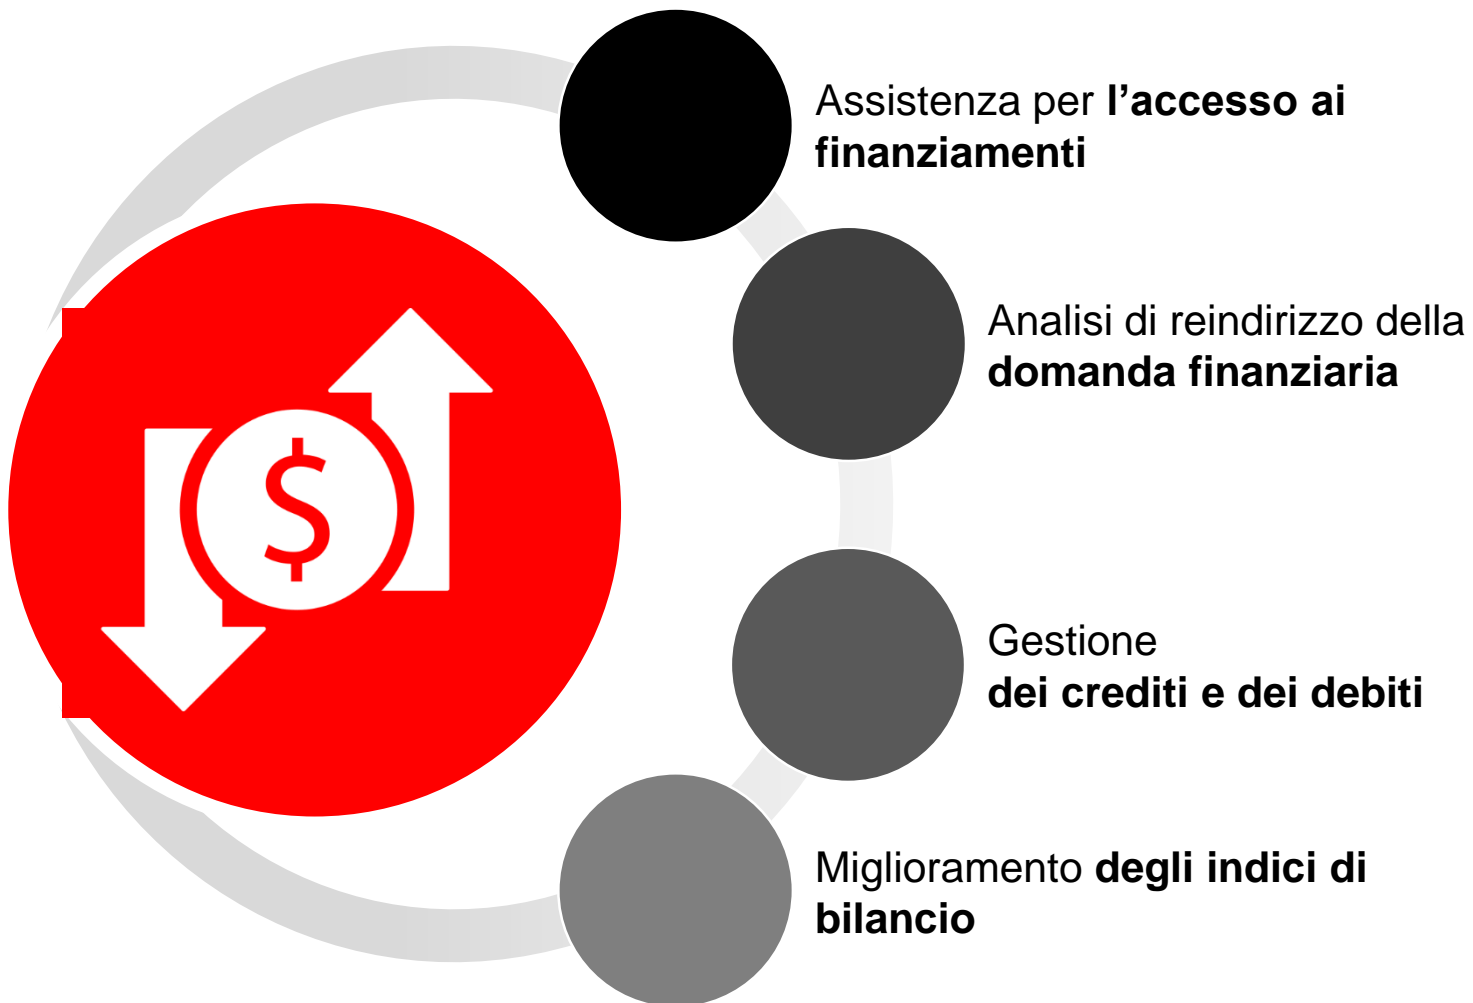 Assistenza per l’accesso ai
finanziamenti
Analisi di reindirizzo della
domanda finanziaria
$
Gestione
dei crediti e dei debiti
Miglioramento degli indici di
bilancio